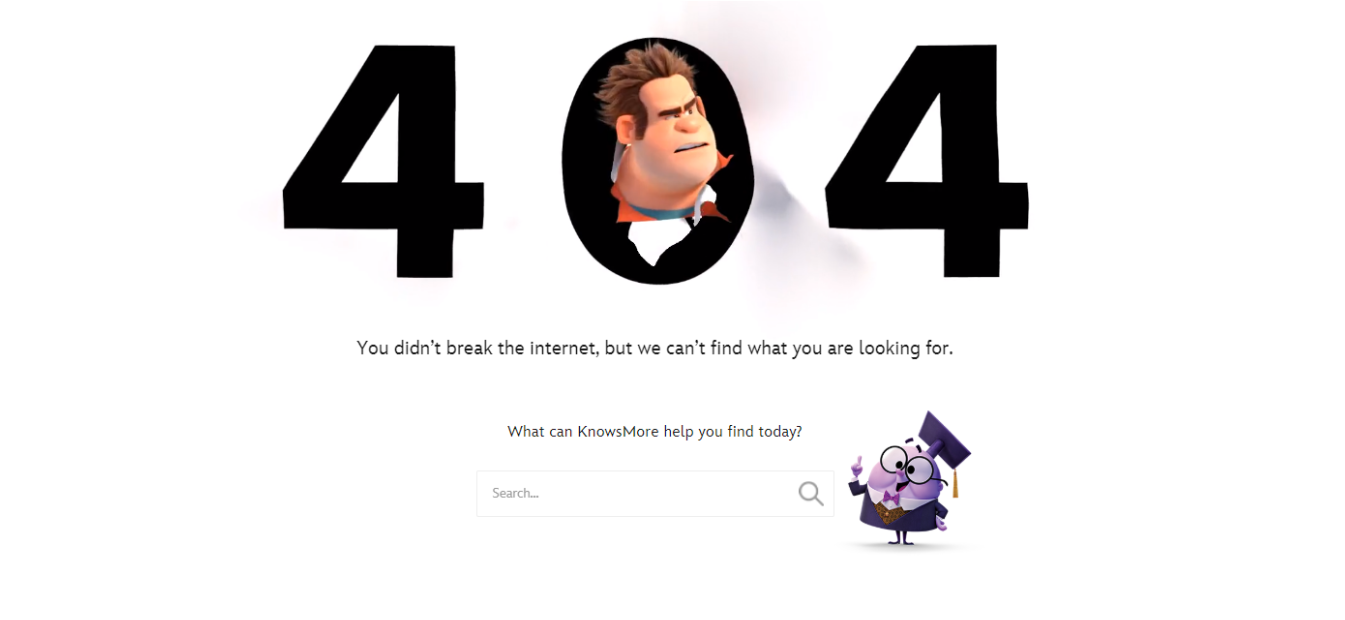 404
You didn’t break the internet, but we can’t find what you are looking for.
What can KnowsMore help you find today?
Search...